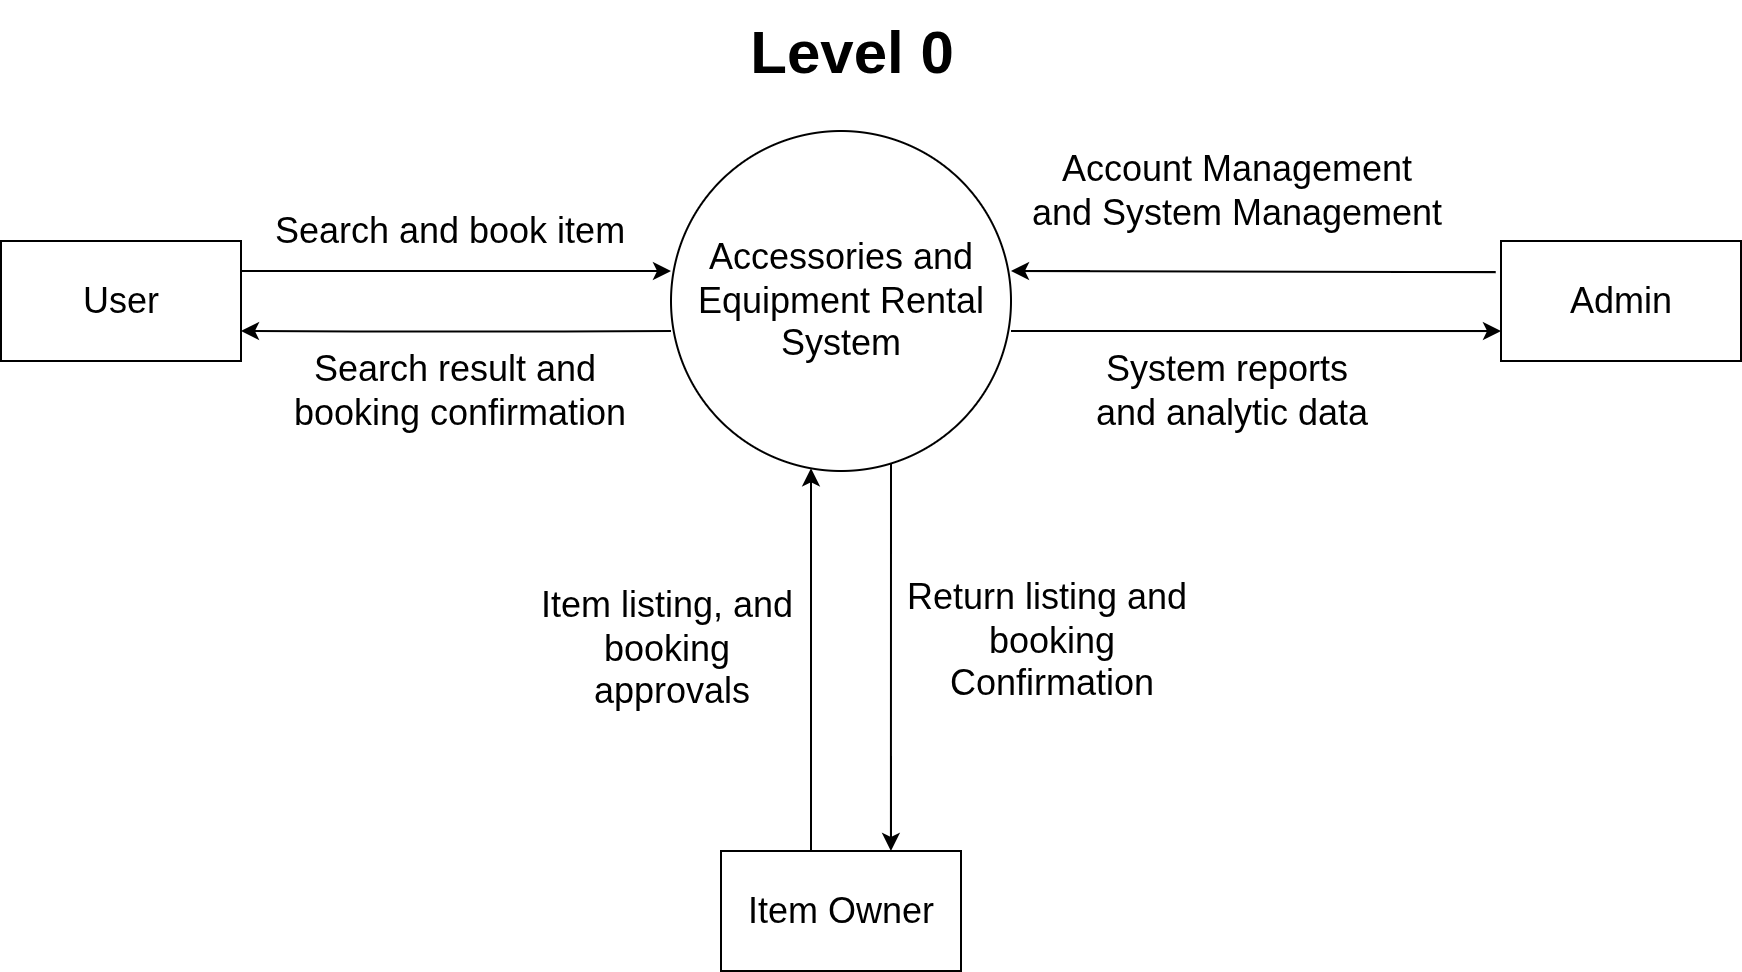 Level 0
Account Management
and System Management
Search and book item
Accessories and
Equipment Rental
System
User
Admin
Search result and
booking confirmation
System reports
and analytic data
Item listing, and
booking
approvals
Return listing and
booking
Confirmation
Item Owner